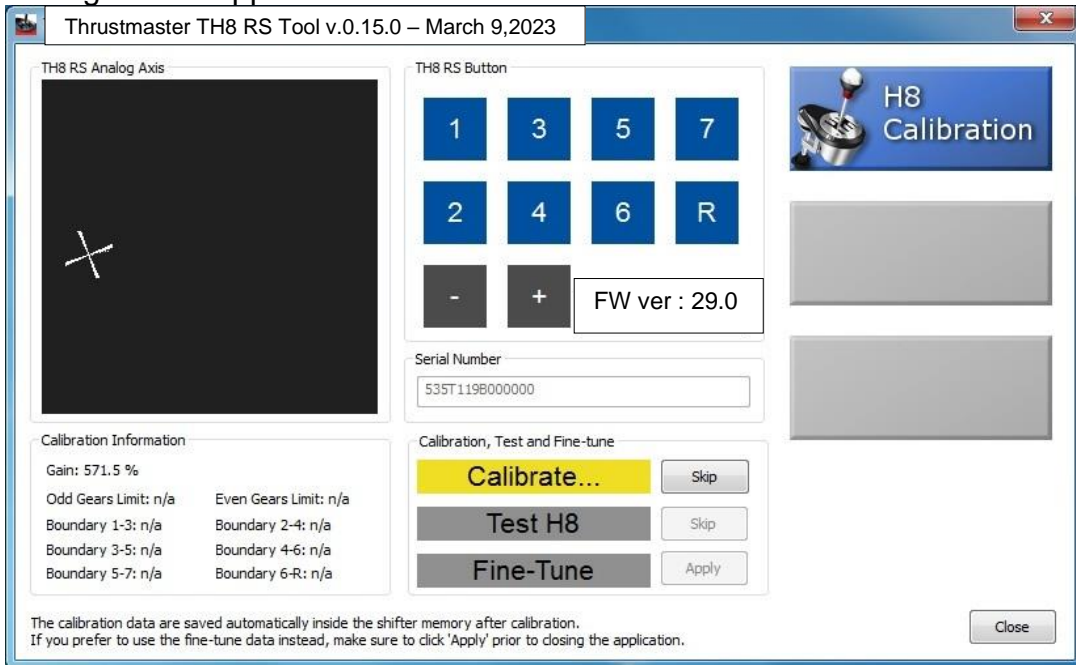 Thrustmaster TH8 RS Tool v.0.15.0 – March 9,2023
TH8 RS Analog Axis
TH8 RS Button
1 3 5 7
2 4 6 R
- +
FW ver : 29.0
H8
Calibration
Serial Number
535T119B000000
Calibration Information
Gain: 571.5 %
Odd Gears Limit: n/a Even Gears Limit: n/a
Boundary 1-3: n/a Boundary 2-4: n/a
Boundary 3-5: n/a Boundary 4-6: n/a
Boundary 5-7: n/a Boundary 6-R: n/a
Calibration, Test and Fine-tune
Calibrate... Skip
Test H8 Skip
Fine-Tune Apply
The calibration data are saved automatically inside the shifter memory after calibration.
If you prefer to use the fine-tune data instead, make sure to click 'Apply' prior to closing the application.
Close